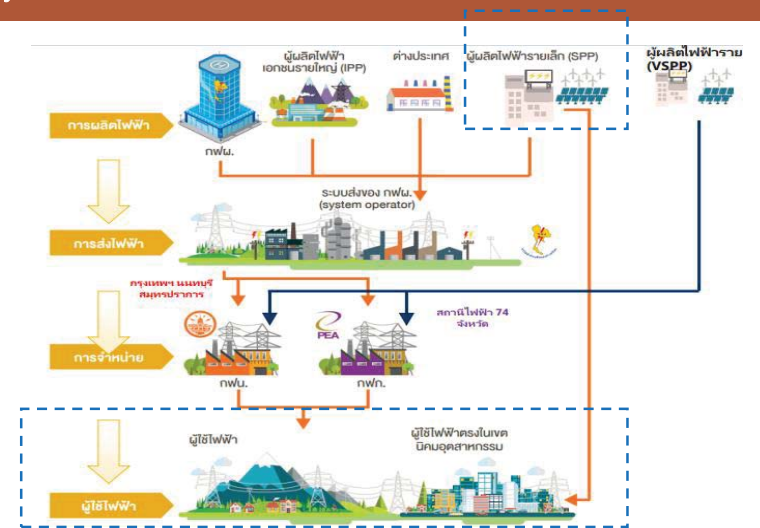 ผู้ผลิตไฟฟ้า
เอกชนรายใหญ่ (IPP)
ต่างประเทศ
ผู้ผลิตไฟฟ้ารายเล็ก (SPP)
ผู้ผลิตไฟฟ้าราย
(VSPP)
การผลิตไฟฟ้า
กฟผ.
ระบบส่งของ กฟผ.
(system operator)
การส่งไฟฟ้า
กรุงเทพฯ นนทบุรี
สมุทรปราการ
สถานีไฟฟ้า 74
จังหวัด
PEA
การจำหน่าย
กฟน.
กฟภ.
ผู้ใช้ไฟฟ้า
ผู้ใช้ไฟฟ้าตรงในเขต
นิคมอุตสาหกรรม
ผู้ใช้ไฟฟ้า